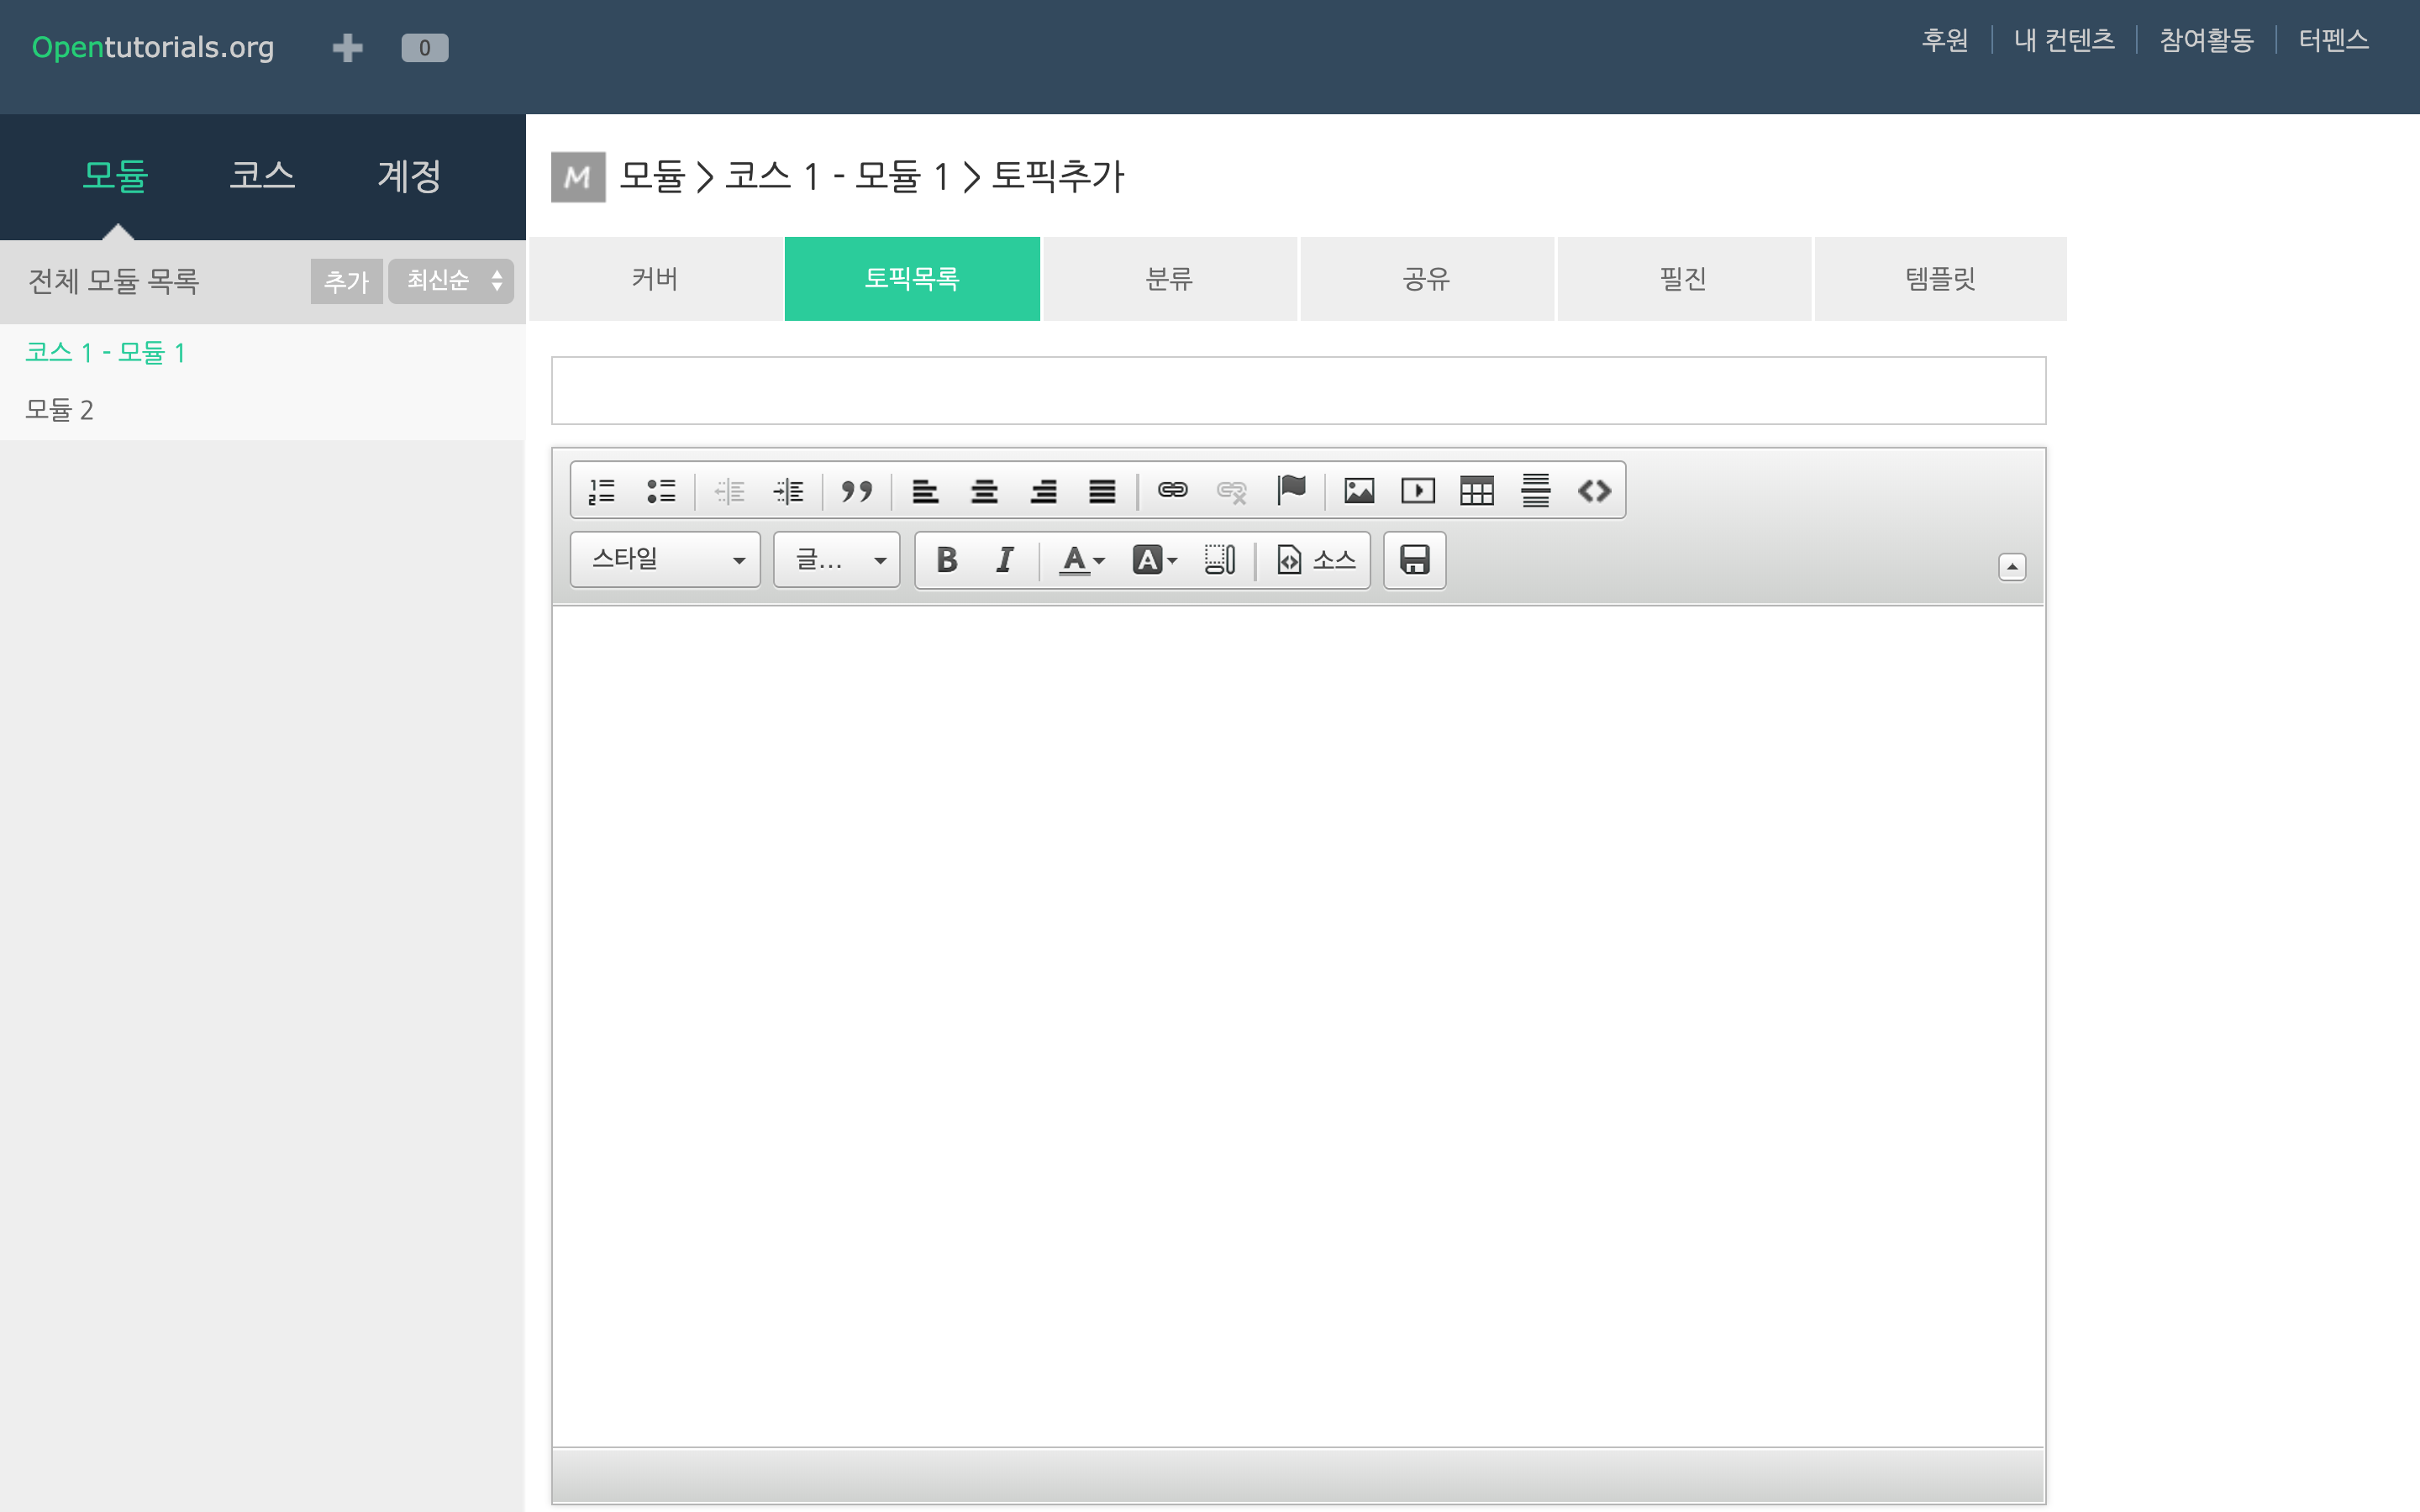 Opentutorials.org 0 후원 내 컨텐츠 참여활동 터펜스
모듈 코스 계정
M 모듈 > 코스 1 - 모듈 1 > 토픽추가
전체 모듈 목록 추가 최신순
커버 토픽목록 분류 공유 필진 템플릿
코스 1 - 모듈 1
모듈 2
스타일 글... B I A A 소스